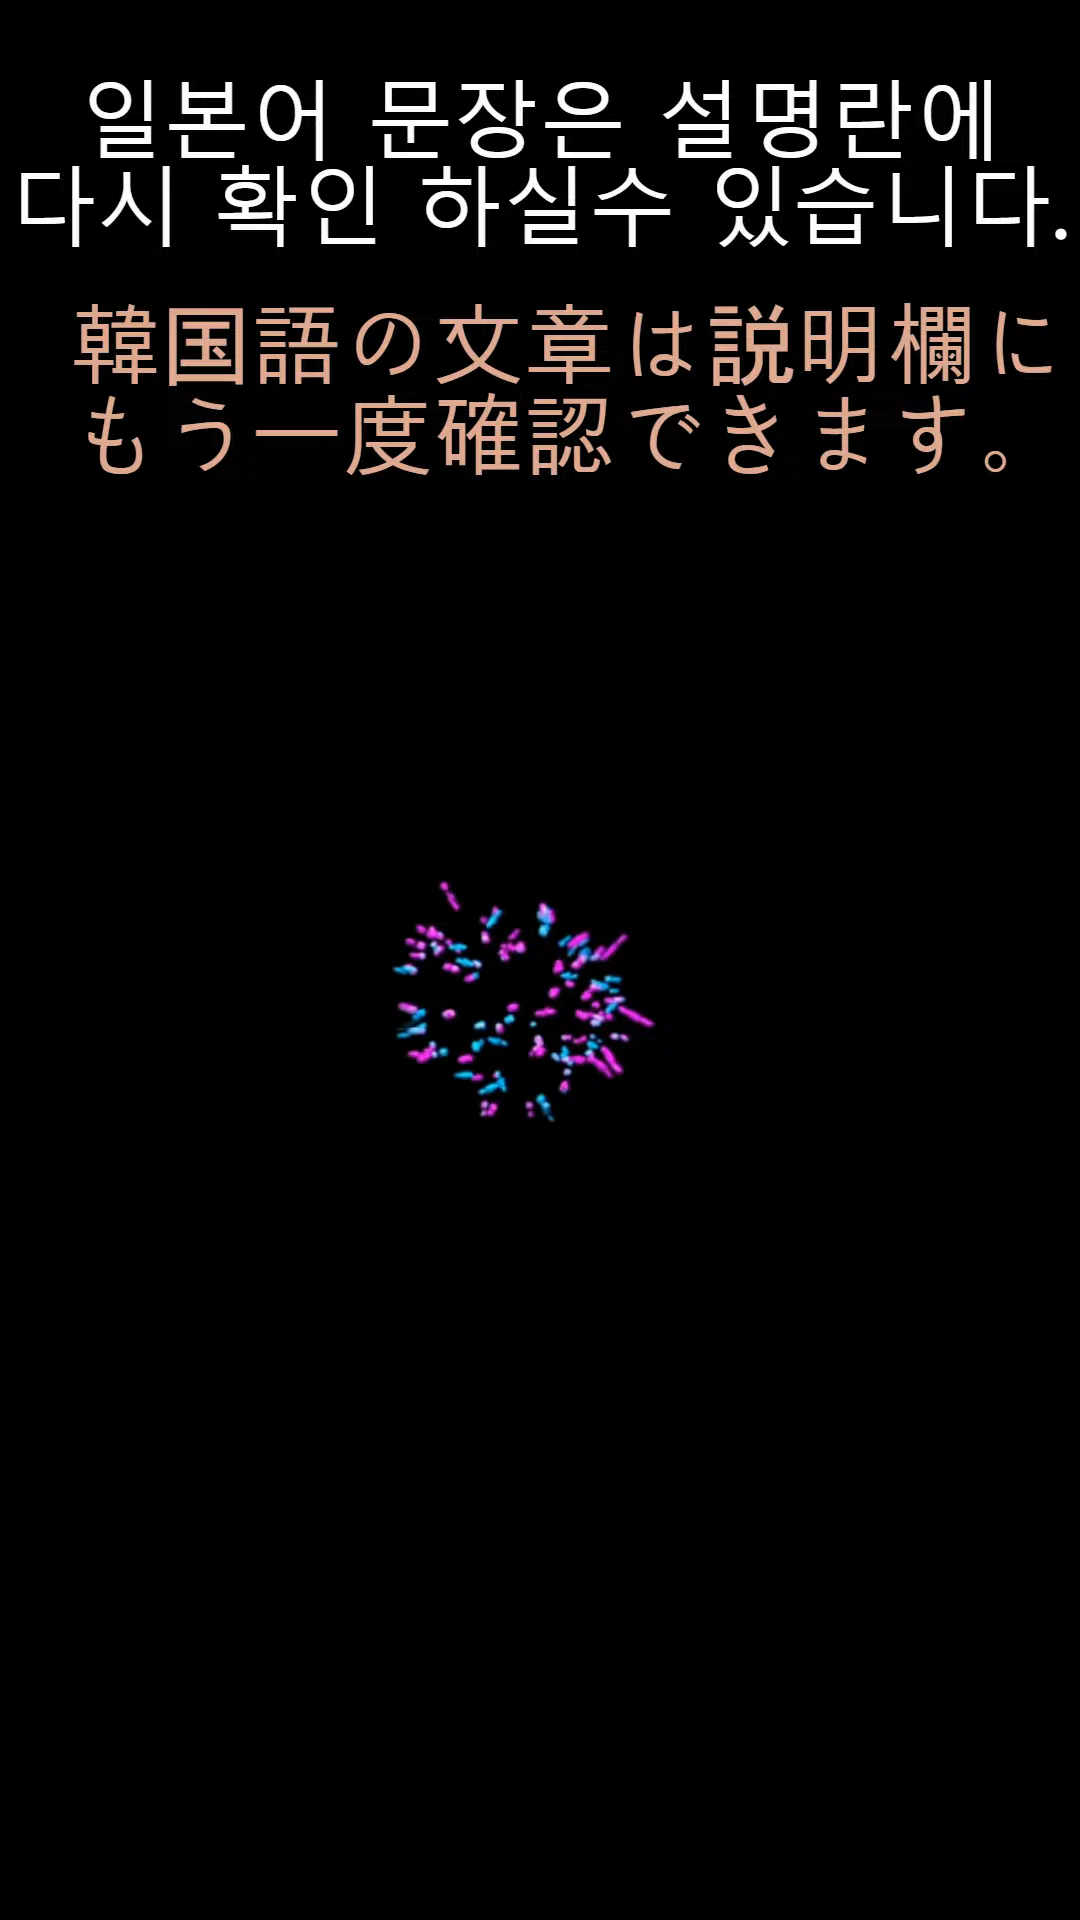 일본어 문장은 설명란에
다시 확인 하실수 있습니다.
韓国語の文章は説明欄に
もう一度確認できます。